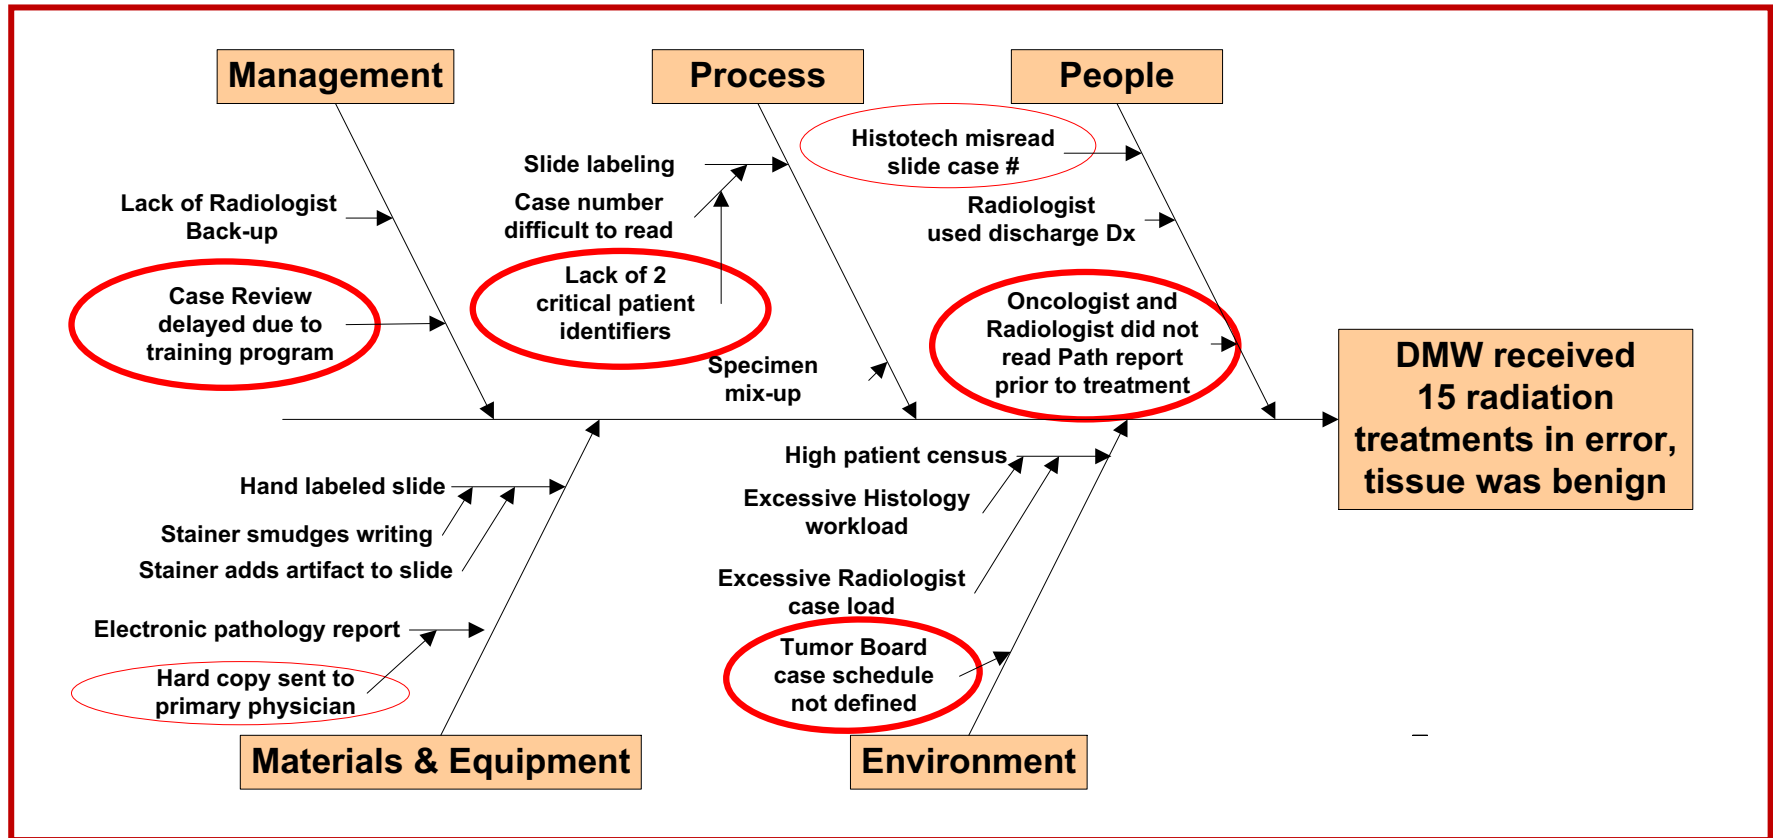 Management
Process
People
Histotech misread
slide case #
Slide labeling
Lack of Radiologist
Back-up
Case number
difficult to read
Radiologist
used discharge Dx
Case Review
delayed due to
training program
Lack of 2
critical patient
identifiers
Oncologist and
Radiologist did not
read Path report
prior to treatment
Specimen
mix-up
DMW received
15 radiation
treatments in error,
tissue was benign
Hand labeled slide
Stainer smudges writing
Stainer adds artifact to slide
Electronic pathology report
Hard copy sent to
primary physician
High patient census
Excessive Histology
workload
Excessive Radiologist
case load
Tumor Board
case schedule
not defined
Materials & Equipment
Environment